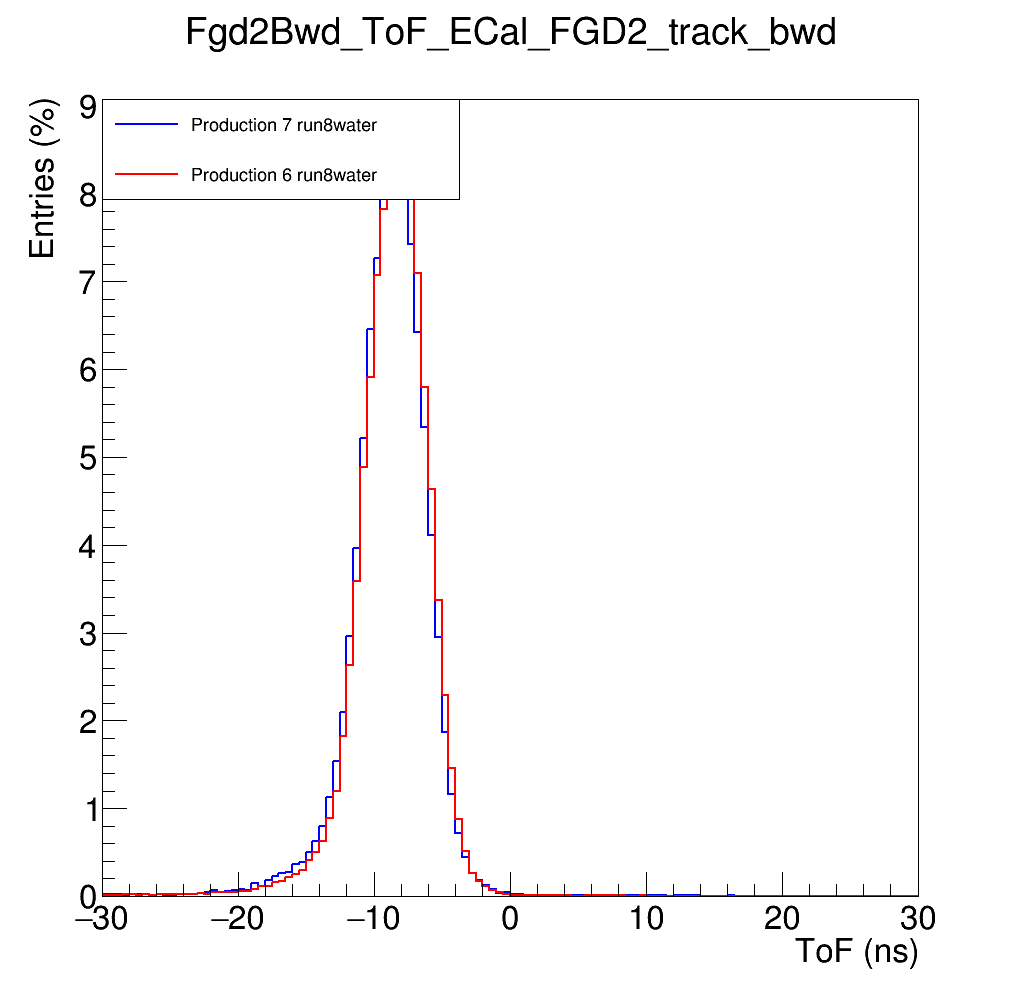 Fgd2Bwd_ToF_ECal_FGD2_track_bwd
Entries (%)
Production 7 run8water
Production 6 run8water
9
8
7
6
5
4
3
2
1
0
−30 −20 −10 0 10 20 30
ToF (ns)